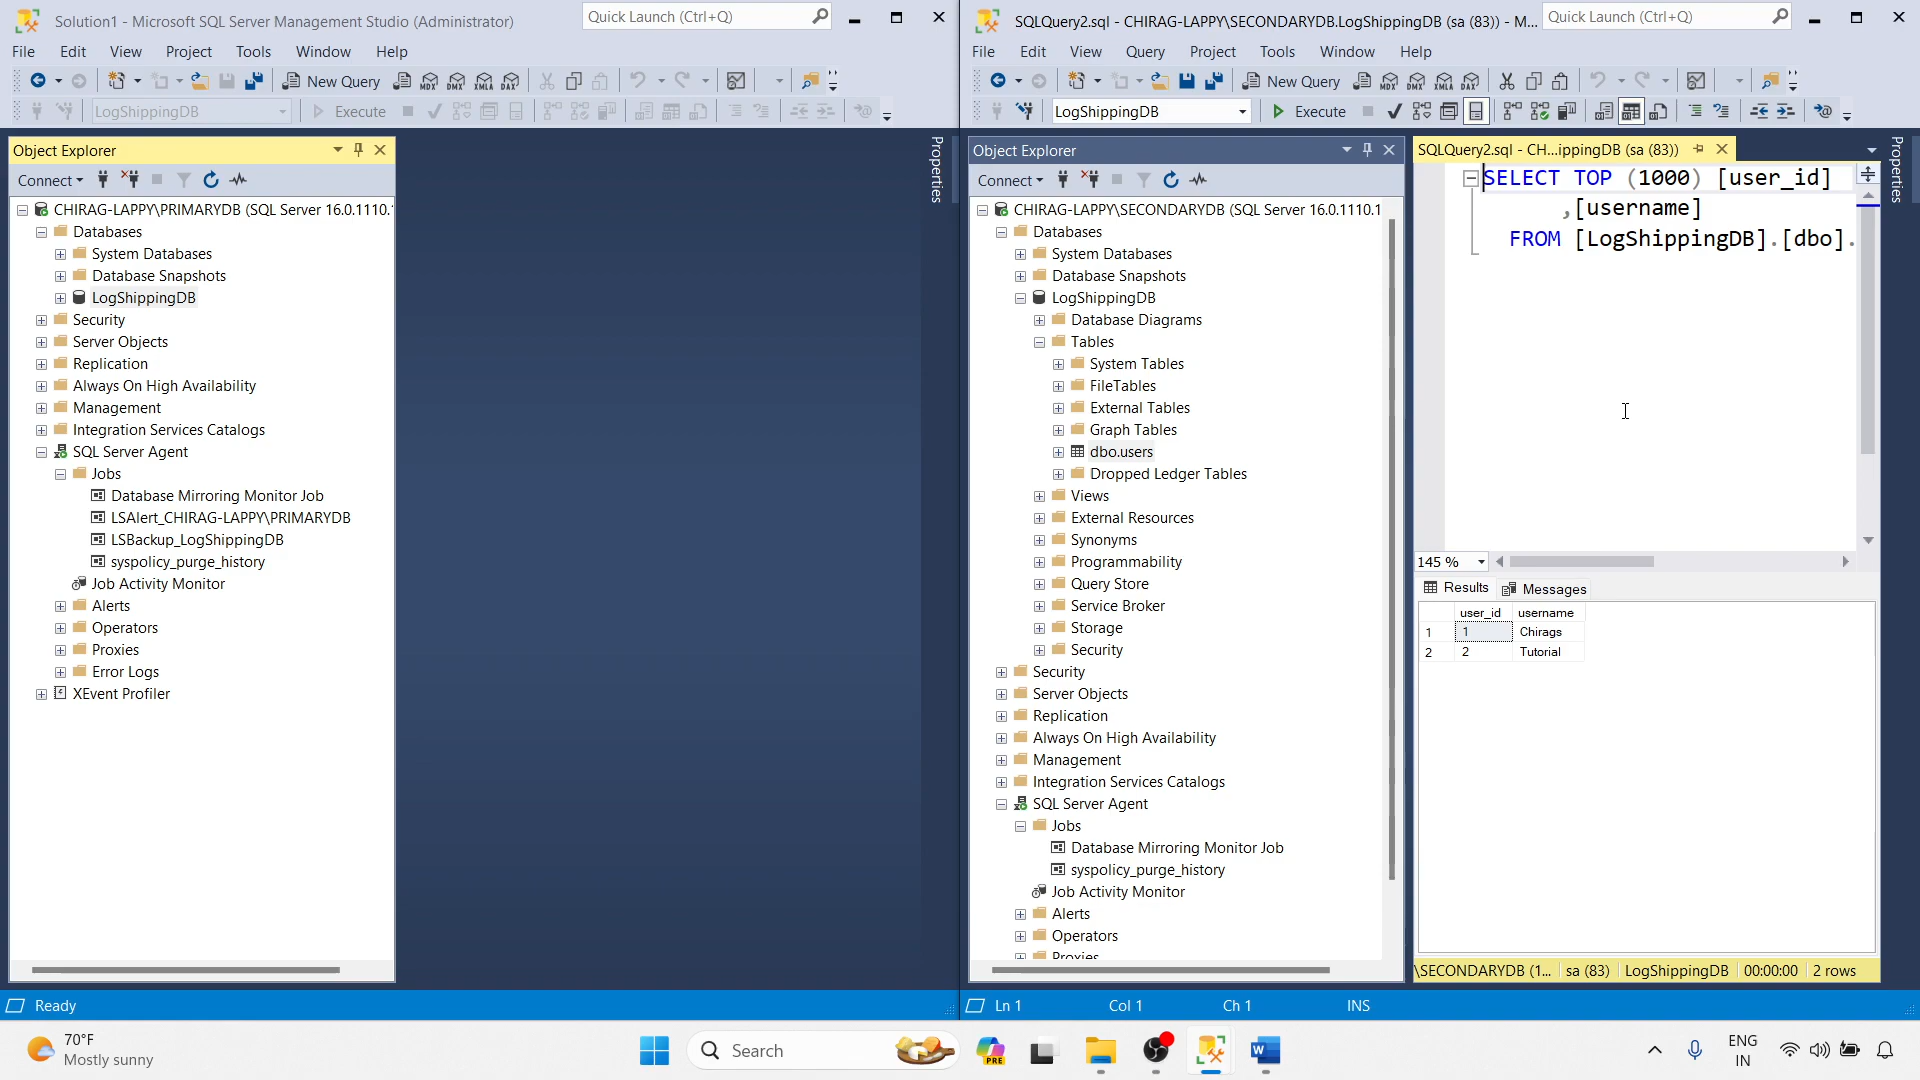 Solution1 - Microsoft SQL Server Management Studio (Administrator)
Quick Launch (Ctrl+Q)
File Edit View Project Tools Window Help
New Query
MDX DMX XMLA DAX
LogShippingDB
Execute
Object Explorer
Connect
CHIRAG-LAPPY\PRIMARYDB (SQL Server 16.0.1110.1
Databases
System Databases
Database Snapshots
LogShippingDB
Security
Server Objects
Replication
Always On High Availability
Management
Integration Services Catalogs
SQL Server Agent
Jobs
Database Mirroring Monitor Job
LSAlert_CHIRAG-LAPPY\PRIMARYDB
LSBackup_LogShippingDB
syspolicy_purge_history
Job Activity Monitor
Alerts
Operators
Proxies
Error Logs
XEvent Profiler
Properties
Ready
SQLQuery2.sql - CHIRAG-LAPPY\SECONDARYDB.LogShippingDB (sa (83)) - M...
Quick Launch (Ctrl+Q)
File Edit View Query Project Tools Window Help
New Query
MDX DMX XMLA DAX
LogShippingDB
Execute
Object Explorer
Connect
CHIRAG-LAPPY\SECONDARYDB (SQL Server 16.0.1110.1
Databases
System Databases
Database Snapshots
LogShippingDB
Database Diagrams
Tables
System Tables
FileTables
External Tables
Graph Tables
dbo.users
Dropped Ledger Tables
Views
External Resources
Synonyms
Programmability
Query Store
Service Broker
Storage
Security
Security
Server Objects
Replication
Always On High Availability
Management
Integration Services Catalogs
SQL Server Agent
Jobs
Database Mirroring Monitor Job
syspolicy_purge_history
Job Activity Monitor
Alerts
Operators
Proxies
SQLQuery2.sql - CH...ippingDB (sa (83))
SELECT TOP (1000) [user_id]
,[username]
FROM [LogShippingDB].[dbo].
145 %
Results Messages
user_id username
1 1 Chirags
2 2 Tutorial
\SECONDARYDB (1... sa (83) LogShippingDB 00:00:00 2 rows
Properties
Ln 1 Col 1 Ch 1 INS
70°F
Mostly sunny
Search
PRE
ENG
IN